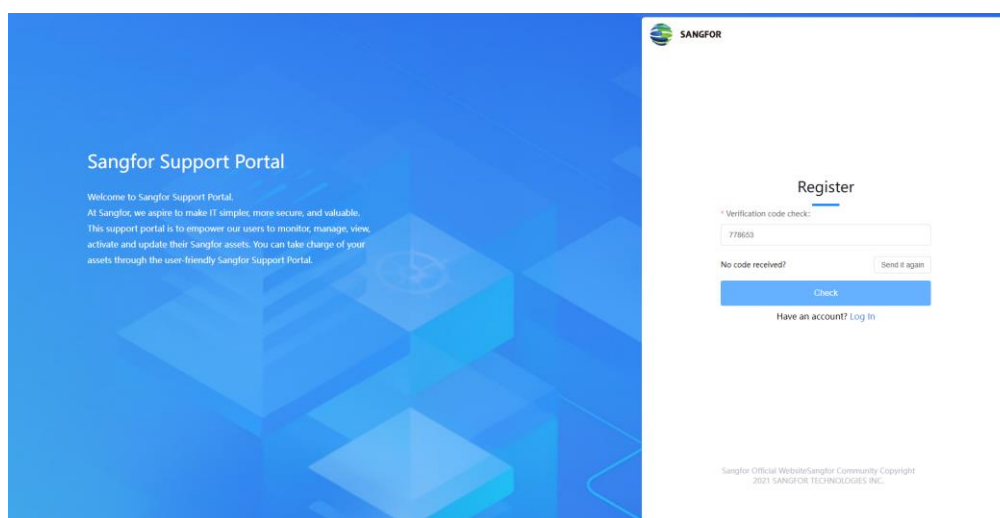 SANGFOR
Sangfor Support Portal
Welcome to Sangfor Support Portal.
At Sangfor, we aspire to make IT simpler, more secure, and valuable.
This support portal is to empower our users to monitor, manage, view,
activate and update their Sangfor assets. You can take charge of your
assets through the user-friendly Sangfor Support Portal.
Register
* Verification code check:
778653
No code received?
Send it again
Check
Have an account? Log In
Sangfor Official WebsiteSangfor Community Copyright
2021 SANGFOR TECHNOLOGIES INC.